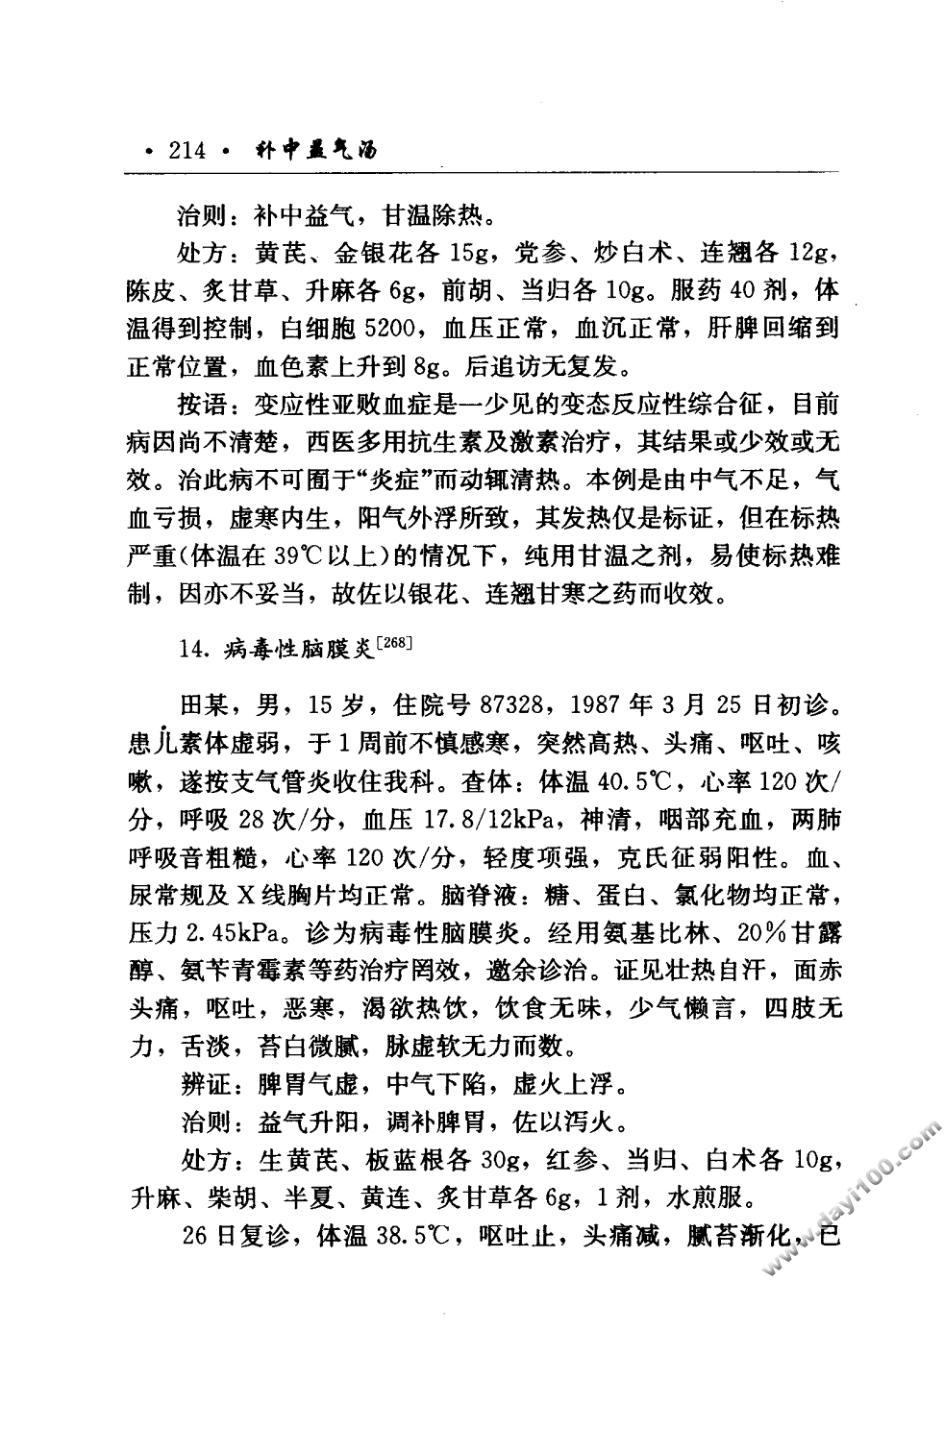 ·214· 补中益气汤
治则：补中益气，甘温除热。
处方：黄芪、金银花各 15g，党参、炒白术、连翘各 12g，
陈皮、炙甘草、升麻各 6g，前胡、当归各 10g。服药 40 剂，体
温得到控制，白细胞 5200，血压正常，血沉正常，肝脾回缩到
正常位置，血色素上升到 8g。后追访无复发。
按语：变应性亚败血症是一少见的变态反应性综合征，目前
病因尚不清楚，西医多用抗生素及激素治疗，其结果或少效或无
效。治此病不可囿于“炎症”而动辄清热。本例是由中气不足，气
血亏损，虚寒内生，阳气外浮所致，其发热仅是标证，但在标热
严重(体温在 39℃以上)的情况下，纯用甘温之剂，易使标热难
制，因亦不妥当，故佐以银花、连翘甘寒之药而收效。
14. 病毒性脑膜炎[268]
田某，男，15 岁，住院号 87328，1987 年 3 月 25 日初诊。
患儿素体虚弱，于 1 周前不慎感寒，突然高热、头痛、呕吐、咳
嗽，遂按支气管炎收住我科。查体：体温 40.5℃，心率 120 次/
分，呼吸 28 次/分，血压 17.8/12kPa，神清，咽部充血，两肺
呼吸音粗糙，心率 120 次/分，轻度项强，克氏征弱阳性。血、
尿常规及 X 线胸片均正常。脑脊液：糖、蛋白、氯化物均正常，
压力 2.45kPa。诊为病毒性脑膜炎。经用氨基比林、20%甘露
醇、氨苄青霉素等药治疗罔效，邀余诊治。证见壮热自汗，面赤
头痛，呕吐，恶寒，渴欲热饮，饮食无味，少气懒言，四肢无
力，舌淡，苔白微腻，脉虚软无力而数。
辨证：脾胃气虚，中气下陷，虚火上浮。
治则：益气升阳，调补脾胃，佐以泻火。
处方：生黄芪、板蓝根各 30g，红参、当归、白术各 10g，
升麻、柴胡、半夏、黄连、炙甘草各 6g，1 剂，水煎服。
26 日复诊，体温 38.5℃，呕吐止，头痛减，腻苔渐化，已
www.dayi100.com